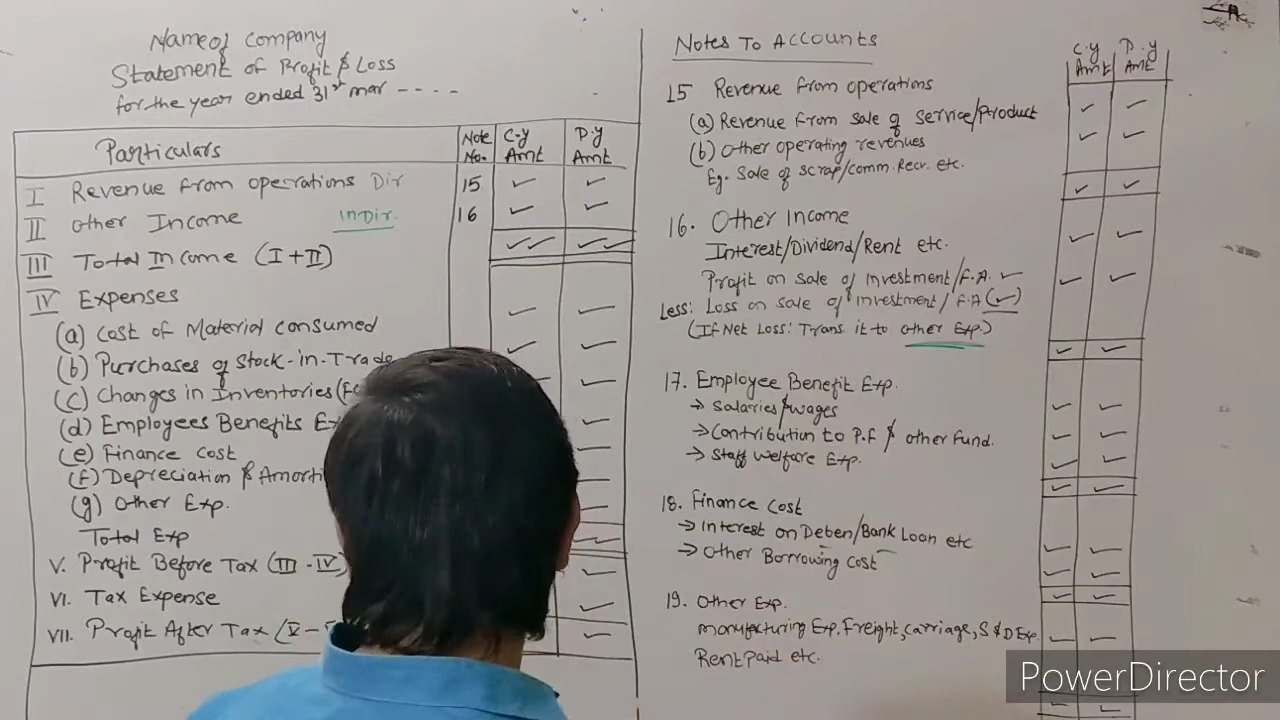 Name of Company
Statement of Profit & Loss
for the year ended 31st mar ----
Particulars
Note No.
C.Y Amt
P.Y Amt
I Revenue from operations Dir 15
II Other Income InDir. 16
III Total Income (I+II)
IV Expenses
(a) Cost of Material consumed
(b) Purchases of Stock-in-Trade
(c) Changes in Inventories (
(d) Employees Benefits
(e) Finance cost
(f) Depreciation & Amorti
(g) Other Exp.
Total Exp
V. Profit Before Tax (III - IV)
VI. Tax Expense
VII. Profit After Tax (V -
Notes To Accounts
C.Y Amt
P.Y Amt
15 Revenue from operations
(a) Revenue from sale of service/Product
(b) Other operating revenues
Eg. Sale of scrap/comm. Recv. etc.
16. Other Income
Interest/Dividend/Rent etc.
Profit on sale of investment/F.A. ✓
Less: Loss on sale of investment/F.A (✓)
(If Net Loss: Trans it to other Exp.)
17. Employee Benefit Exp.
→ Salaries & wages
→ Contribution to P.F & other fund.
→ Staff Welfare Exp.
18. Finance Cost
→ Interest on Deben/Bank Loan etc
→ Other Borrowing cost
19. Other Exp.
Manufacturing Exp. Freight, Carriage, S & D Exp.
Rent Paid etc.
PowerDirector